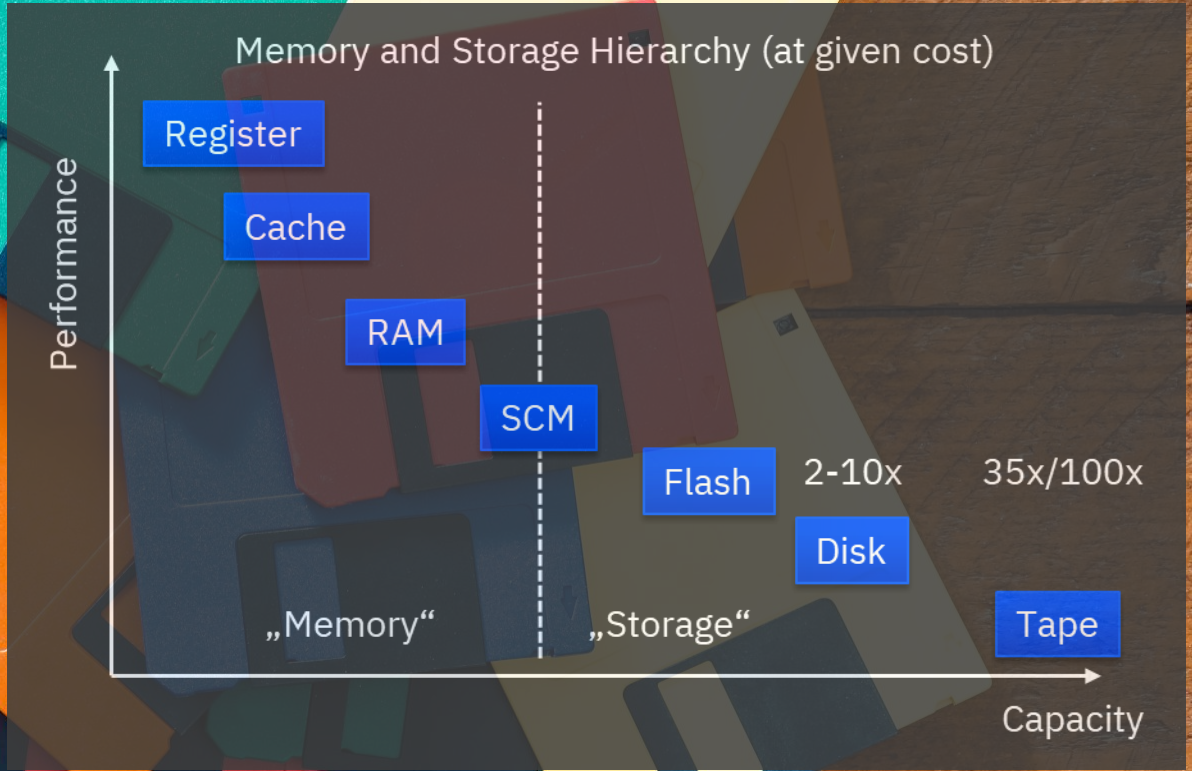 Memory and Storage Hierarchy (at given cost)
Performance
Register
Cache
RAM
SCM
Flash
2-10x
35x/100x
Disk
„Memory“
„Storage“
Tape
Capacity